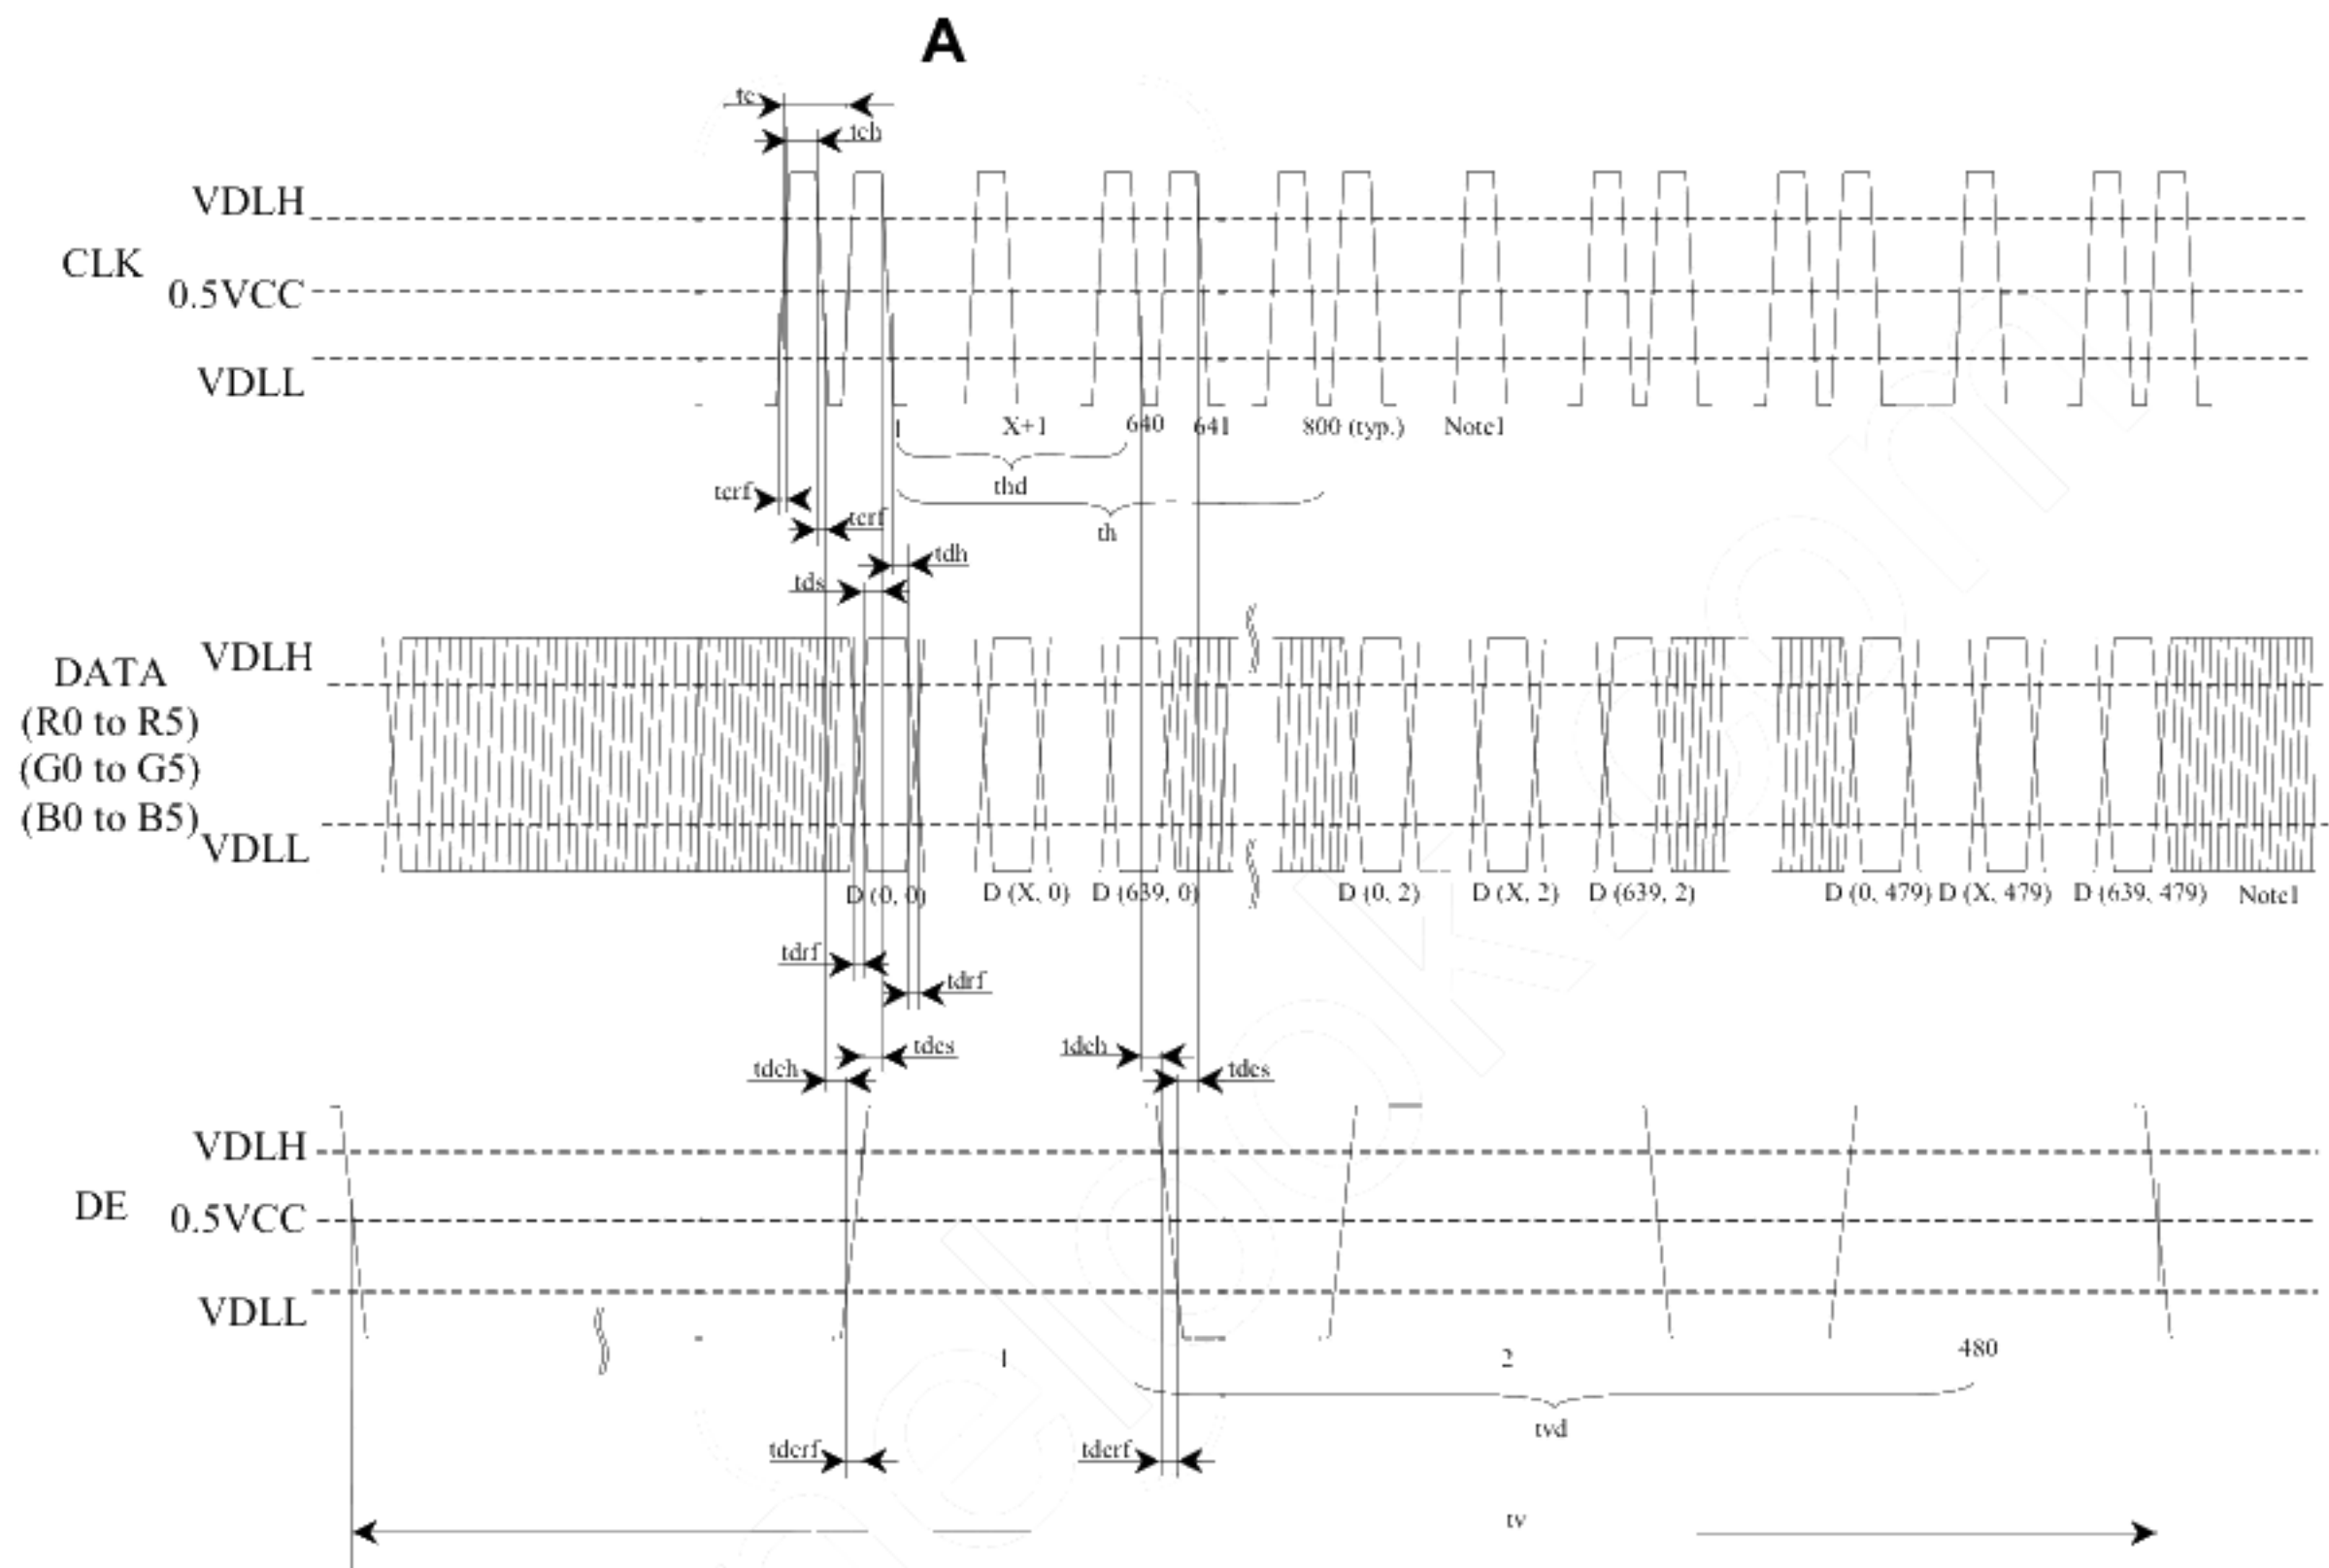 A
tc
tch
VDLH
CLK
0.5VCC
VDLL
1 X+1 640 641 800 (typ.) Note1
thd
tcrf
tcrf
th
tdh
tds
VDLH
DATA
(R0 to R5)
(G0 to G5)
(B0 to B5)
VDLL
D (0, 0) D (X, 0) D (639, 0) D (0, 2) D (X, 2) D (639, 2) D (0, 479) D (X, 479) D (639, 479) Note1
tdrf
tdrf
tdes tdeh
tdeh tdes
VDLH
DE
0.5VCC
VDLL
1 2 480
tvd
tderf tderf
tv